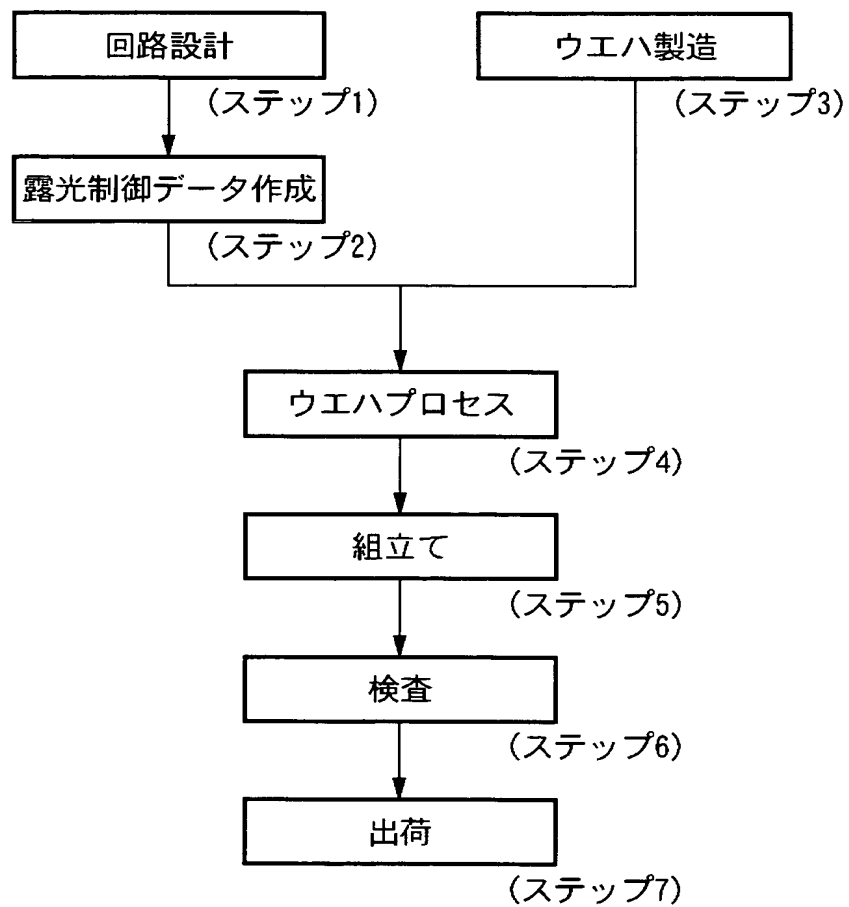 回路設計
(ステップ1)
ウエハ製造
(ステップ3)
露光制御データ作成
(ステップ2)
ウエハプロセス
(ステップ4)
組立て
(ステップ5)
検査
(ステップ6)
出荷
(ステップ7)